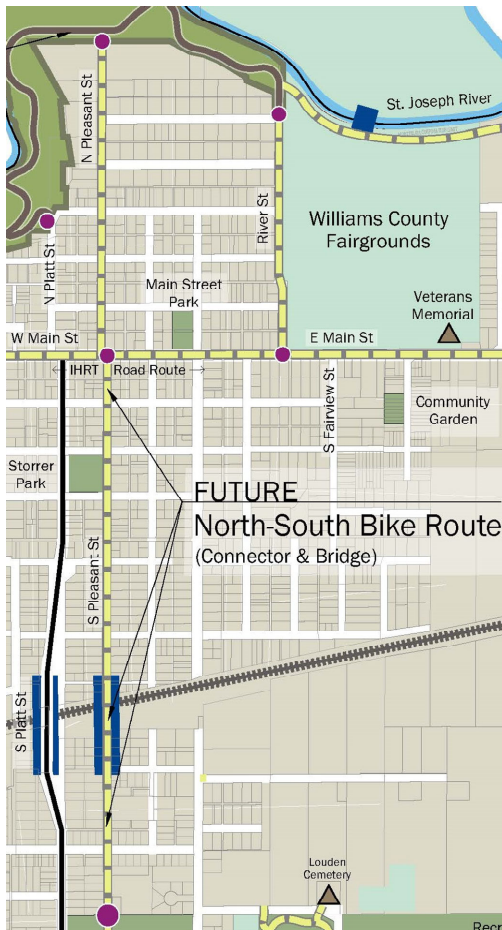 St. Joseph River
N Pleasant St
River St
Williams County
Fairgrounds
N Platt St
Main Street
Park
Veterans
Memorial
W Main St
E Main St
IHRT Road Route
S Fairview St
Community
Garden
Storrer
Park
FUTURE
North-South Bike Route
(Connector & Bridge)
S Pleasant St
S Platt St
Louden
Cemetery
Recr